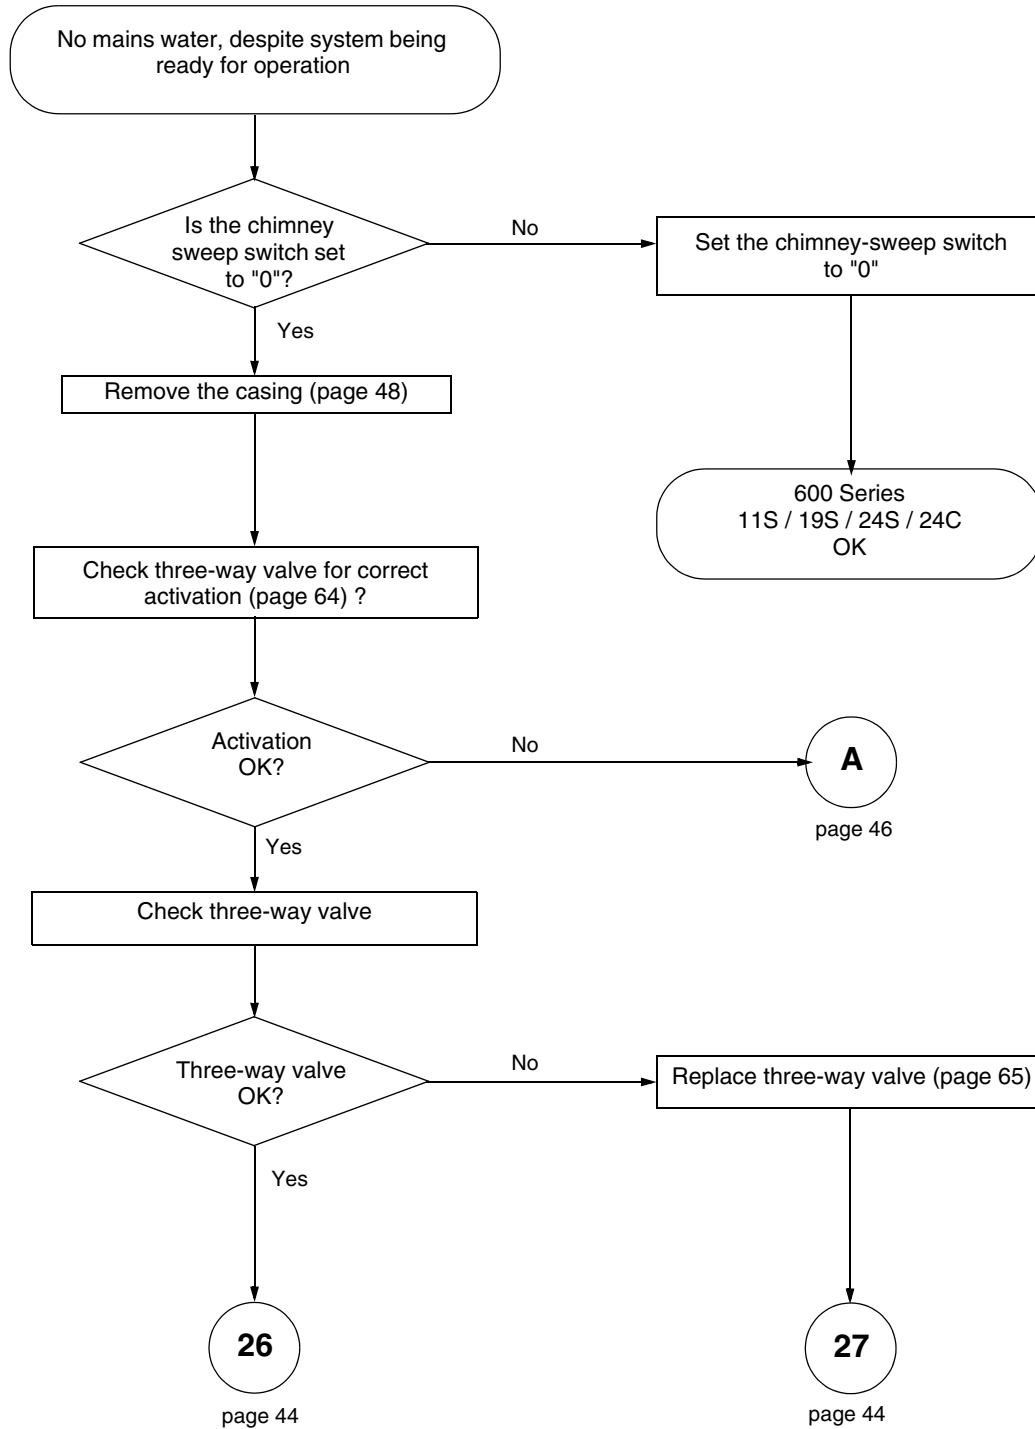 No mains water, despite system being
ready for operation
Is the chimney
sweep switch set
to "0"?
No
Set the chimney-sweep switch
to "0"
Yes
Remove the casing (page 48)
600 Series
11S / 19S / 24S / 24C
OK
Check three-way valve for correct
activation (page 64) ?
Activation
OK?
No
A
page 46
Yes
Check three-way valve
Three-way valve
OK?
No
Replace three-way valve (page 65)
Yes
26
page 44
27
page 44